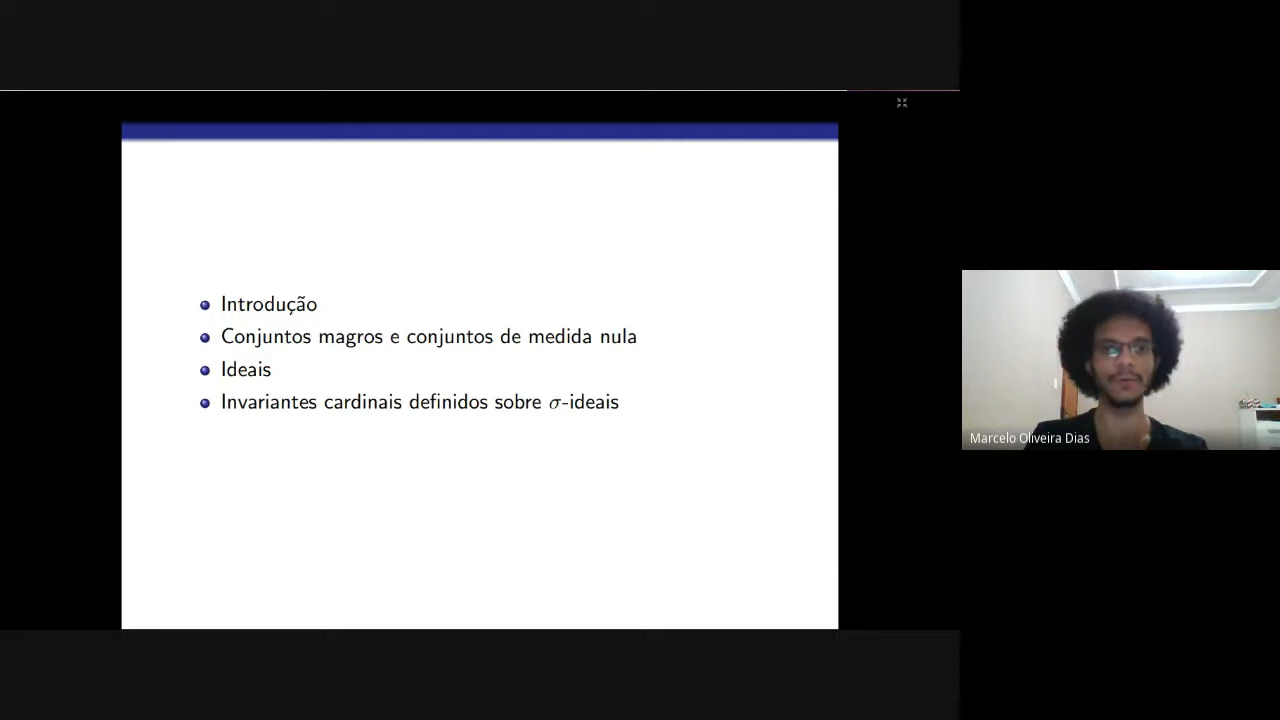 Introdução
Conjuntos magros e conjuntos de medida nula
Ideais
Invariantes cardinais definidos sobre σ-ideais
Marcelo Oliveira Dias